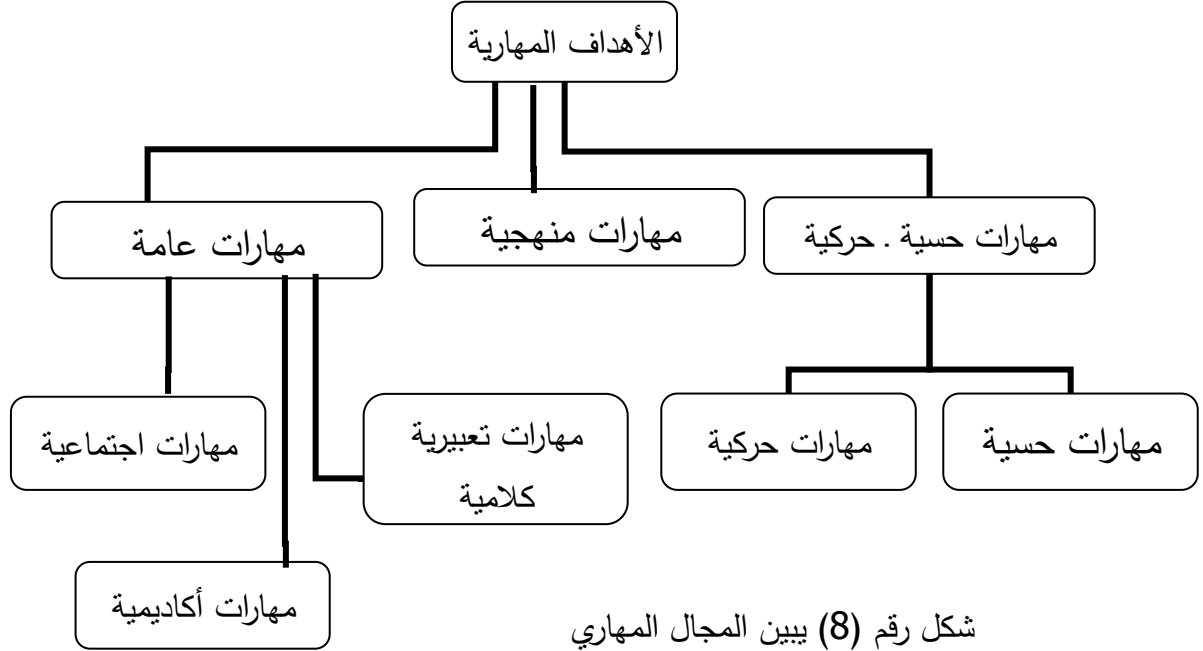 الأهداف المهارية
مهارات حسية . حركية
مهارات منهجية
مهارات عامة
مهارات حسية
مهارات حركية
مهارات تعبيرية
كلامية
مهارات اجتماعية
مهارات أكاديمية
شكل رقم (8) يبين المجال المهاري